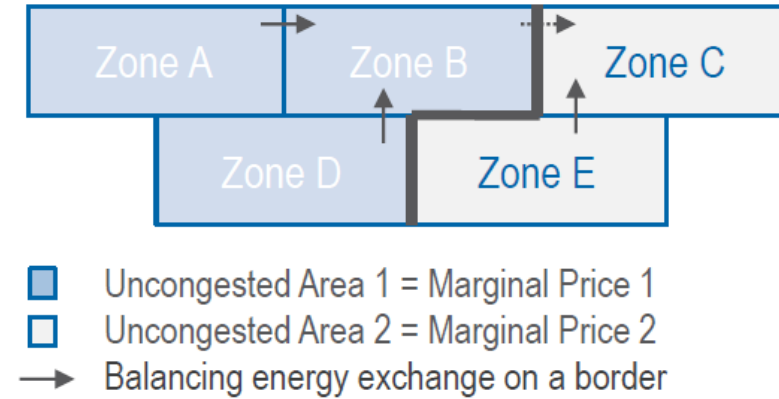 Zone A Zone B Zone C
Zone D Zone E
Uncongested Area 1 = Marginal Price 1
Uncongested Area 2 = Marginal Price 2
Balancing energy exchange on a border